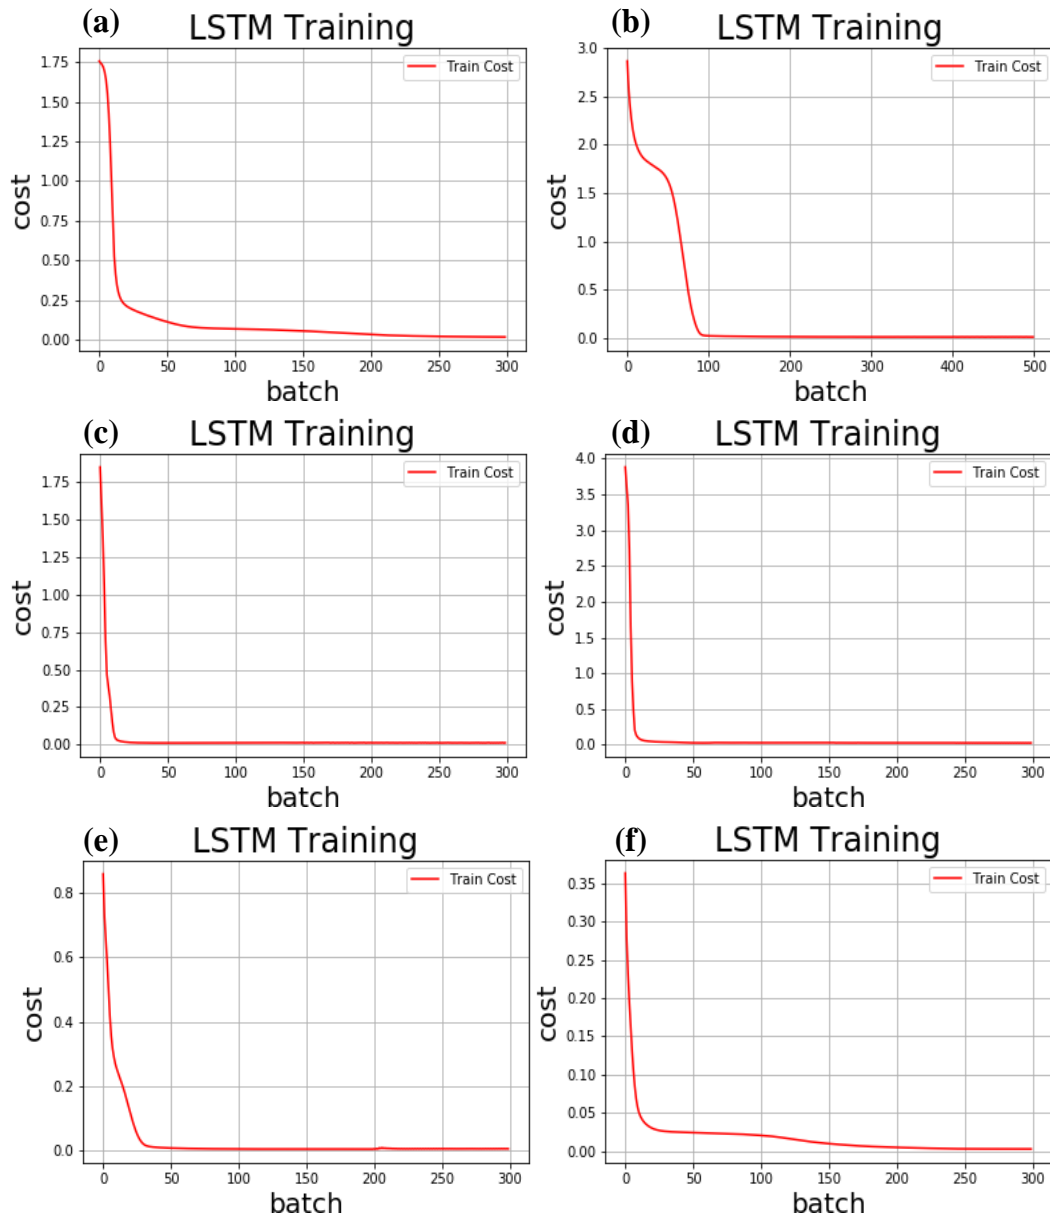 (a) LSTM Training
Train Cost
1.75
1.50
1.25
1.00
0.75
0.50
0.25
0.00
cost
0 50 100 150 200 250 300
batch
(b) LSTM Training
Train Cost
3.0
2.5
2.0
1.5
1.0
0.5
0.0
cost
0 100 200 300 400 500
batch
(c) LSTM Training
Train Cost
1.75
1.50
1.25
1.00
0.75
0.50
0.25
0.00
cost
0 50 100 150 200 250 300
batch
(d) LSTM Training
Train Cost
4.0
3.5
3.0
2.5
2.0
1.5
1.0
0.5
0.0
cost
0 50 100 150 200 250 300
batch
(e) LSTM Training
Train Cost
0.8
0.6
0.4
0.2
0.0
cost
0 50 100 150 200 250 300
batch
(f) LSTM Training
Train Cost
0.35
0.30
0.25
0.20
0.15
0.10
0.05
0.00
cost
0 50 100 150 200 250 300
batch